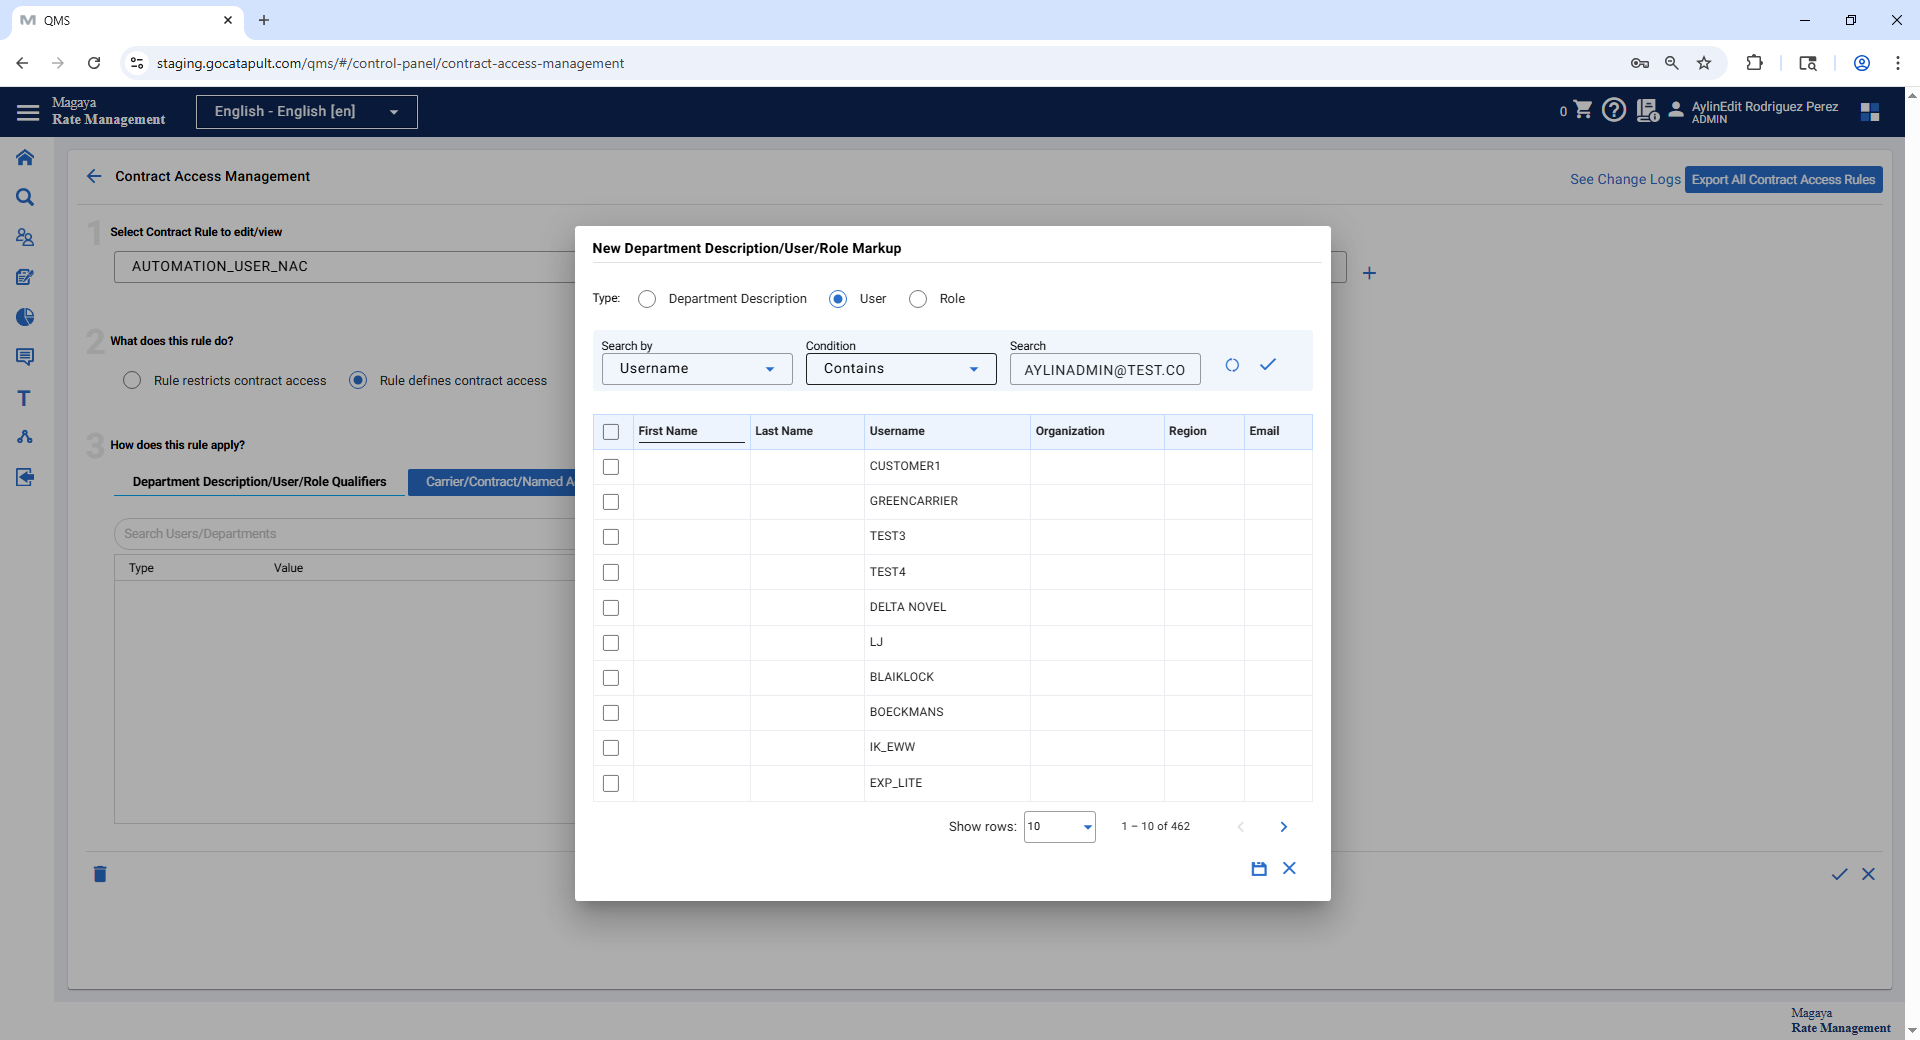 QMS
staging.gocatapult.com/qms/#/control-panel/contract-access-management
Magaya
Rate Management
English - English [en]
0
AylinEdit Rodriguez Perez
ADMIN
Contract Access Management
See Change Logs
Export All Contract Access Rules
1
Select Contract Rule to edit/view
AUTOMATION_USER_NAC
2
What does this rule do?
Rule restricts contract access
Rule defines contract access
3
How does this rule apply?
Department Description/User/Role Qualifiers
Carrier/Contract/Named A
Search Users/Departments
Type Value
New Department Description/User/Role Markup
Type: Department Description User Role
Search by Condition Search
Username Contains AYLINADMIN@TEST.CO
First Name Last Name Username Organization Region Email
CUSTOMER1
GREENCARRIER
TEST3
TEST4
DELTA NOVEL
LJ
BLAIKLOCK
BOECKMANS
IK_EWW
EXP_LITE
Show rows: 10 1 – 10 of 462
Magaya
Rate Management